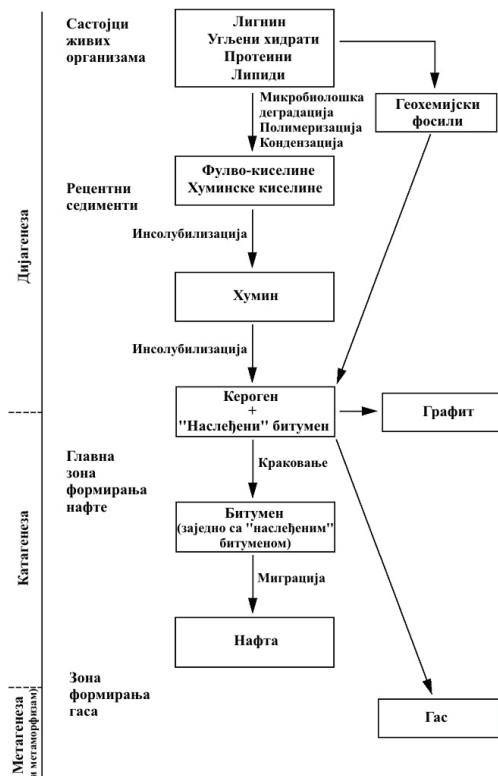 Састојци
живих
организама
Лигнин
Угљени хидрати
Протеини
Липиди
Микробиолошка
деградација
Полимеризација
Кондензација
Геохемијски
фосили
Рецентни
седименти
Фулво-киселине
Хуминске киселине
Инсолубилизација
Хумин
Инсолубилизација
Дијагенеза
Кероген
+
"Наслеђени" битумен
Графит
Главна
зона
формирања
нафте
Краковање
Битумен
(заједно са "наслеђеним"
битуменом)
Миграција
Нафта
Катагенеза
Зона
формирања
гаса
Гас
Метагенеза
(и метаморфизам)